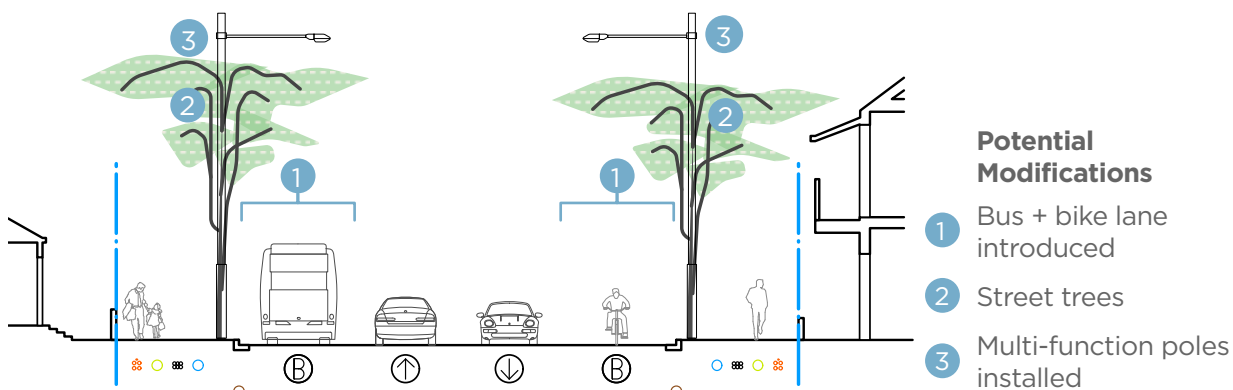 3
3
2
2
1
1
Potential
Modifications
1 Bus + bike lane
introduced
2 Street trees
3 Multi-function poles
installed
B ↑ ↓ B